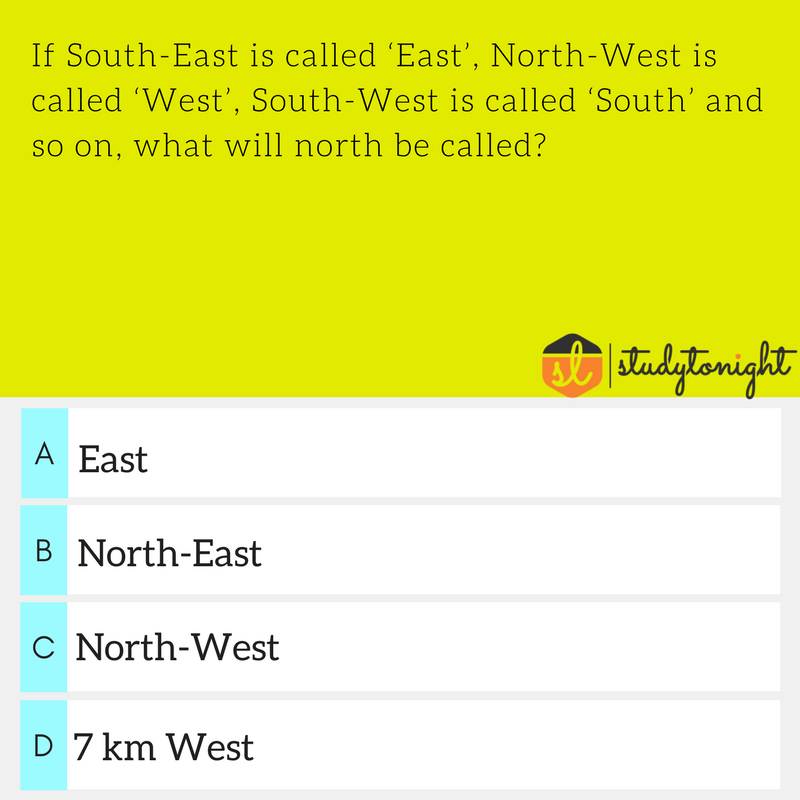 If South-East is called ‘East’, North-West is
called ‘West’, South-West is called ‘South’ and
so on, what will north be called?
sl studytonight
A East
B North-East
C North-West
D 7 km West